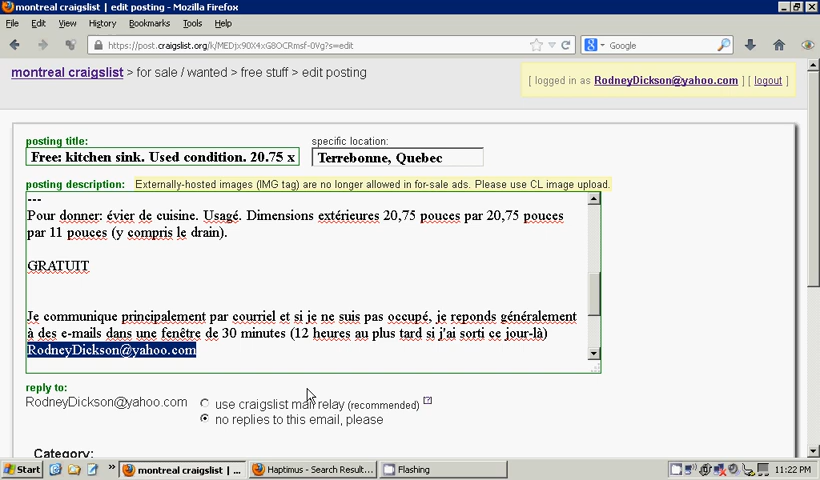 montreal craigslist | edit posting - Mozilla Firefox
File Edit View History Bookmarks Tools Help
https://post.craigslist.org/k/MEDjx90X4xG8OCRmsf-0Vg?s=edit
Google
montreal craigslist > for sale / wanted > free stuff > edit posting
[ logged in as RodneyDickson@yahoo.com ] [ logout ]
posting title:
specific location:
Free: kitchen sink. Used condition. 20.75 x
Terrebonne, Quebec
posting description:
Externally-hosted images (IMG tag) are no longer allowed in for-sale ads. Please use CL image upload.
---
Pour donner: évier de cuisine. Usagé. Dimensions extérieures 20,75 pouces par 20,75 pouces
par 11 pouces (y compris le drain).
GRATUIT
Je communique principalement par courriel et si je ne suis pas occupé, je reponds généralement
à des e-mails dans une fenêtre de 30 minutes (12 heures au plus tard si j'ai sorti ce jour-là)
RodneyDickson@yahoo.com
reply to:
RodneyDickson@yahoo.com
use craigslist mail relay (recommended) [?]
no replies to this email, please
Category:
Start
»
montreal craigslist | ...
Haptimus - Search Result...
Flashing
11:22 PM